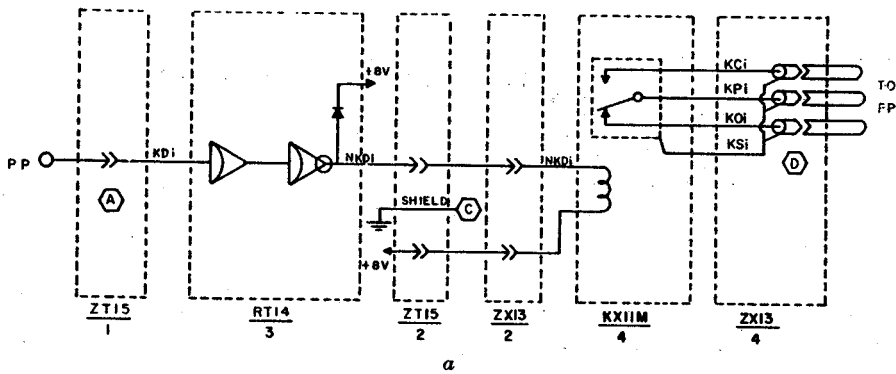 +8V
KCi
KPi
KOi
KSi
TO
FP
D
PP
KDi
A
NKDi
NKDi
SHIELD
C
+8V
ZT15
1
RT14
3
ZT15
2
ZX13
2
KX11M
4
ZX13
4
a